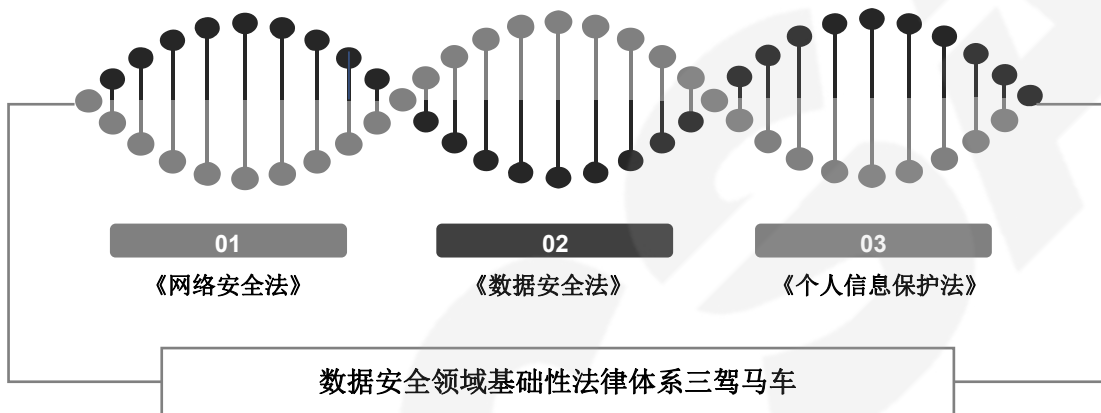 01
02
03
《网络安全法》
《数据安全法》
《个人信息保护法》
数据安全领域基础性法律体系三驾马车